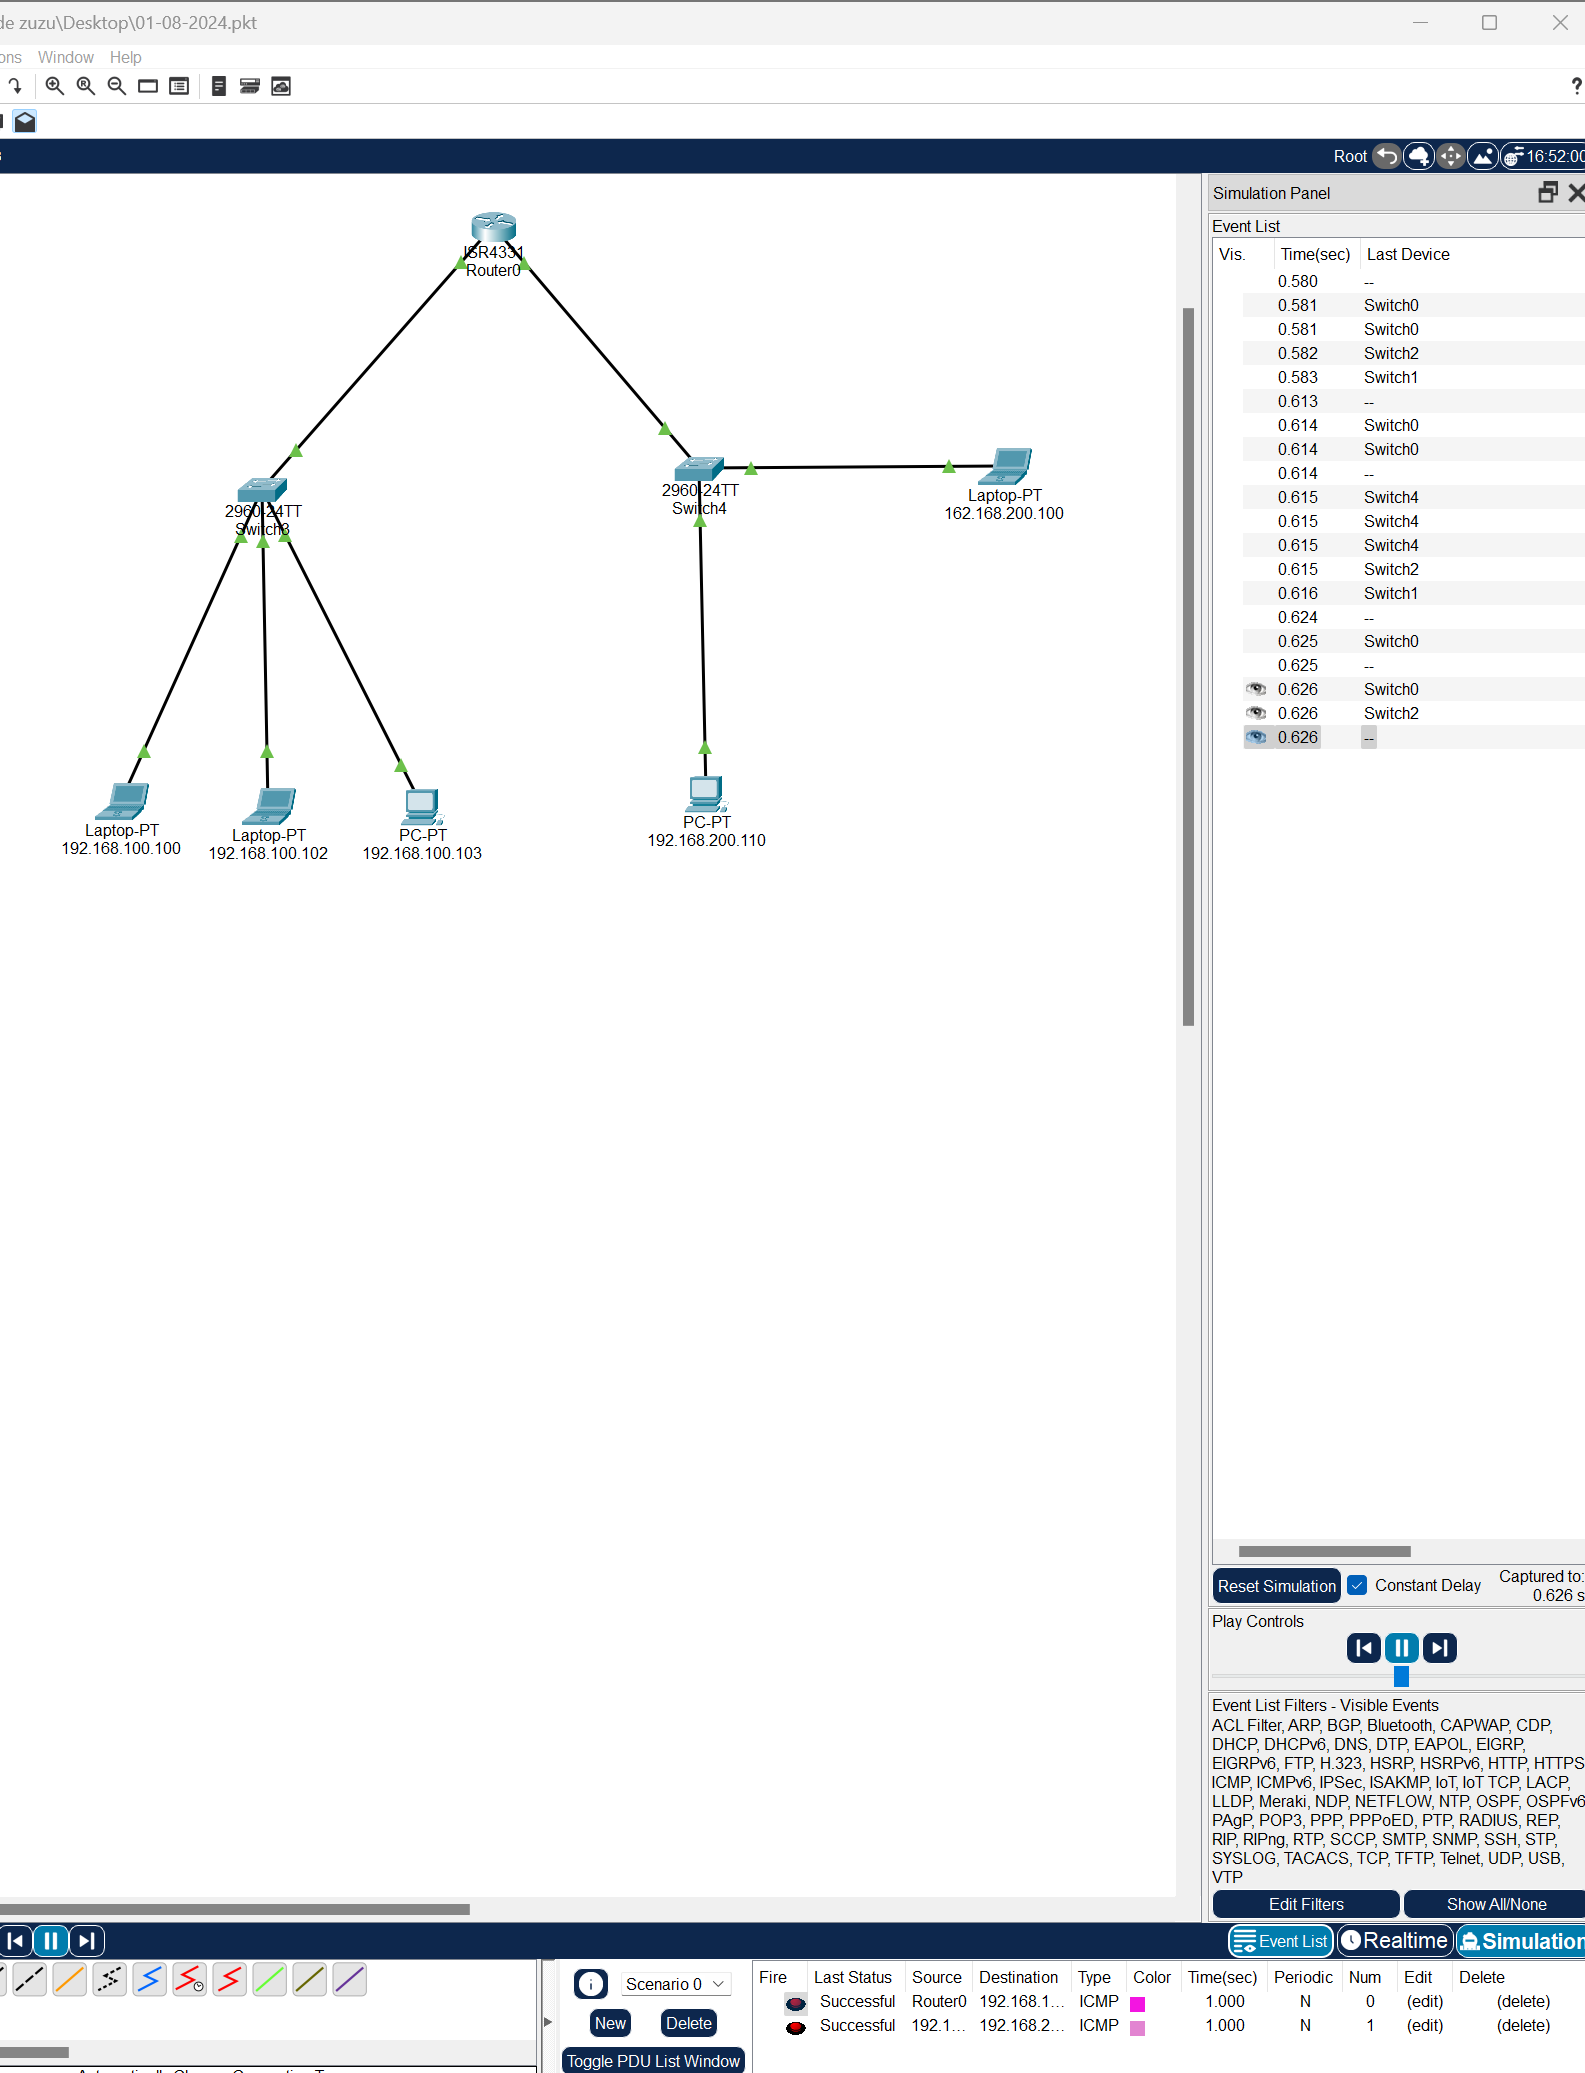 de zuzu\Desktop\01-08-2024.pkt
ons Window Help
?
Root 16:52:00
Simulation Panel
Event List
Vis. Time(sec) Last Device
0.580 --
0.581 Switch0
0.581 Switch0
0.582 Switch2
0.583 Switch1
0.613 --
0.614 Switch0
0.614 Switch0
0.614 --
0.615 Switch4
0.615 Switch4
0.615 Switch4
0.615 Switch2
0.616 Switch1
0.624 --
0.625 Switch0
0.625 --
0.626 Switch0
0.626 Switch2
0.626 --
ISR4331
Router0
2960-24TT
Switch3
2960-24TT
Switch4
Laptop-PT
162.168.200.100
Laptop-PT
192.168.100.100
Laptop-PT
192.168.100.102
PC-PT
192.168.100.103
PC-PT
192.168.200.110
Reset Simulation Constant Delay Captured to:
0.626 s
Play Controls
Event List Filters - Visible Events
ACL Filter, ARP, BGP, Bluetooth, CAPWAP, CDP,
DHCP, DHCPv6, DNS, DTP, EAPOL, EIGRP,
EIGRPv6, FTP, H.323, HSRP, HSRPv6, HTTP, HTTPS
ICMP, ICMPv6, IPSec, ISAKMP, IoT, IoT TCP, LACP,
LLDP, Meraki, NDP, NETFLOW, NTP, OSPF, OSPFv6
PAgP, POP3, PPP, PPPoED, PTP, RADIUS, REP,
RIP, RIPng, RTP, SCCP, SMTP, SNMP, SSH, STP,
SYSLOG, TACACS, TCP, TFTP, Telnet, UDP, USB,
VTP
Edit Filters Show All/None
Event List Realtime Simulation
Scenario 0
New Delete
Toggle PDU List Window
Fire Last Status Source Destination Type Color Time(sec) Periodic Num Edit Delete
Successful Router0 192.168.1... ICMP 1.000 N 0 (edit) (delete)
Successful 192.1... 192.168.2... ICMP 1.000 N 1 (edit) (delete)